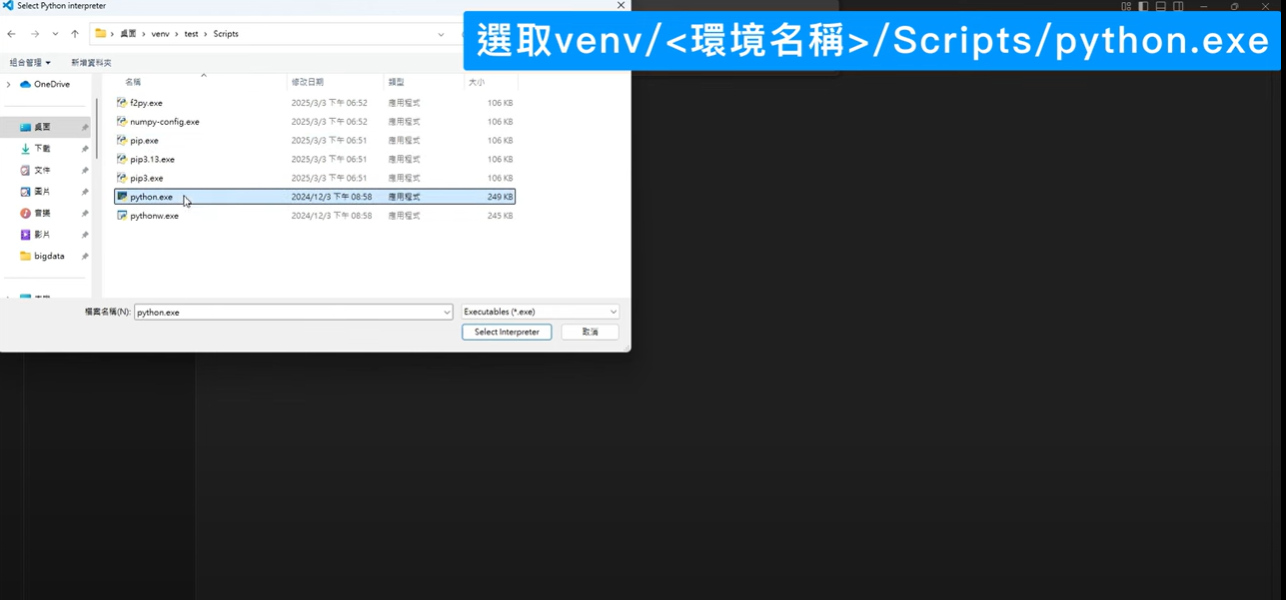 Select Python interpreter
選取venv/<環境名稱>/Scripts/python.exe
桌面 › venv › test › Scripts
組合管理 新增資料夾
名稱 修改日期 類型 大小
OneDrive
桌面
下載
文件
圖片
音樂
影片
bigdata
f2py.exe 2025/3/3 下午 06:52 應用程式 106 KB
numpy-config.exe 2025/3/3 下午 06:52 應用程式 106 KB
pip.exe 2025/3/3 下午 06:51 應用程式 106 KB
pip3.13.exe 2025/3/3 下午 06:51 應用程式 106 KB
pip3.exe 2025/3/3 下午 06:51 應用程式 106 KB
python.exe 2024/12/3 下午 08:58 應用程式 249 KB
pythonw.exe 2024/12/3 下午 08:58 應用程式 245 KB
檔案名稱(N): python.exe Executables (*.exe)
Select Interpreter 取消